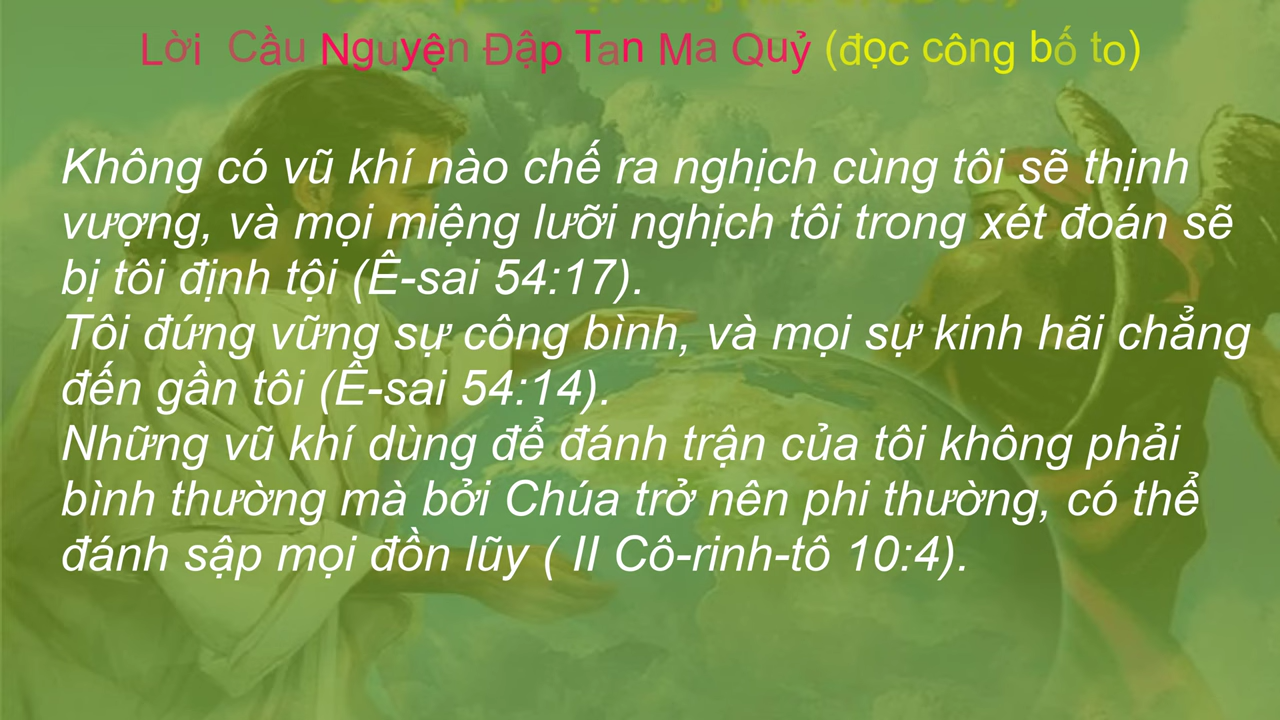 Lời Cầu Nguyện Đập Tan Ma Quỷ (đọc công bố to)
Không có vũ khí nào chế ra nghịch cùng tôi sẽ thịnh
vượng, và mọi miệng lưỡi nghịch tôi trong xét đoán sẽ
bị tôi định tội (Ê-sai 54:17).
Tôi đứng vững sự công bình, và mọi sự kinh hãi chẳng
đến gần tôi (Ê-sai 54:14).
Những vũ khí dùng để đánh trận của tôi không phải
bình thường mà bởi Chúa trở nên phi thường, có thể
đánh sập mọi đồn lũy ( II Cô-rinh-tô 10:4).